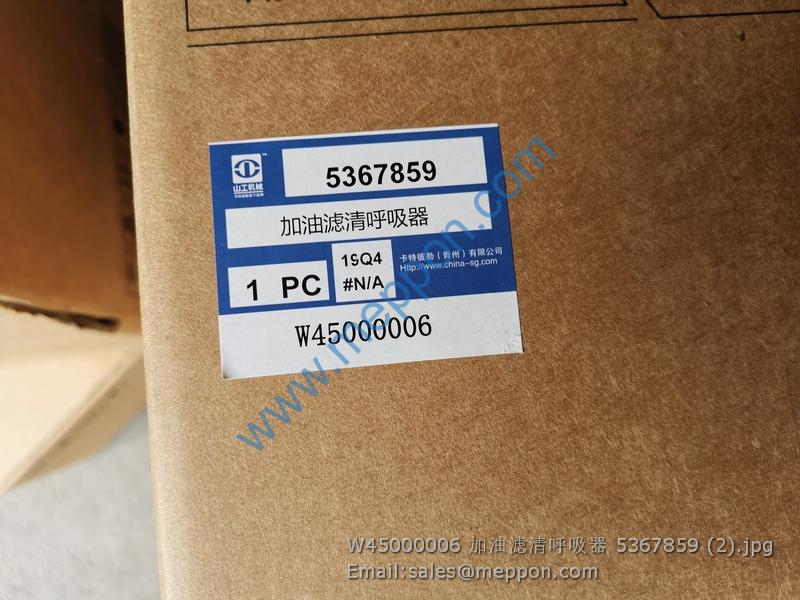 山工机械
5367859
加油滤清呼吸器
1 PC
19Q4
#N/A
卡特彼勒（青州）有限公司
Http://www.china-sg.com
W45000006
www.meppon.com
W45000006 加油滤清呼吸器 5367859 (2).jpg
Email:sales@meppon.com